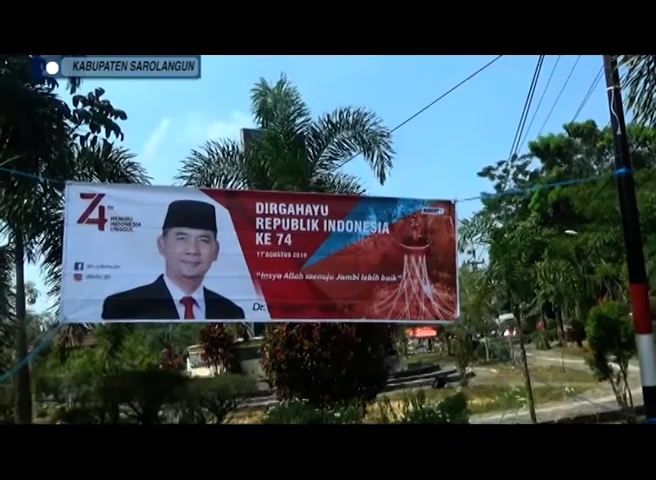 KABUPATEN SAROLANGUN
74 TH
MENUJU
INDONESIA
UNGGUL
DIRGAHAYU
REPUBLIK INDONESIA
KE 74
17 AGUSTUS 2019
"Insya Allah menuju Jambi lebih baik"
Dr.